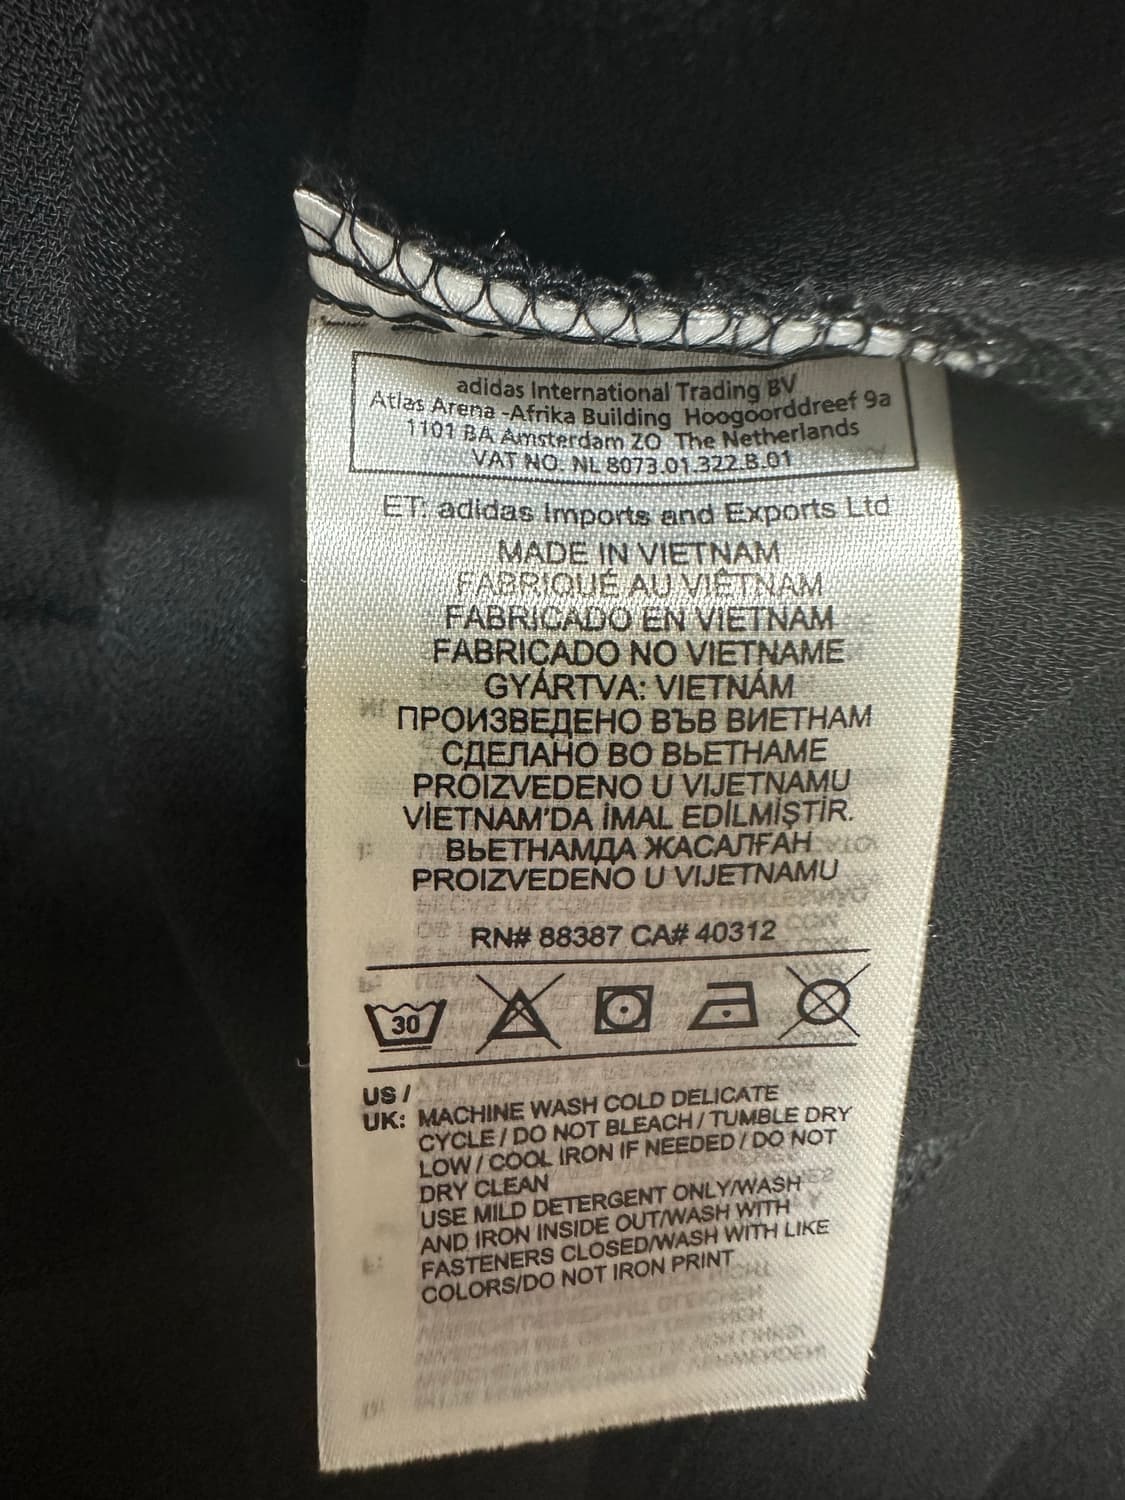 adidas International Trading BV
Atlas Arena -Afrika Building Hoogoorddreef 9a
1101 BA Amsterdam ZO The Netherlands
VAT NO: NL 8073.01.322.B.01
ET: adidas Imports and Exports Ltd
MADE IN VIETNAM
FABRIQUÉ AU VIÊTNAM
FABRICADO EN VIETNAM
FABRICADO NO VIETNAME
GYÁRTVA: VIETNÁM
ПРОИЗВЕДЕНО ВЪВ ВИЕТНАМ
СДЕЛАНО ВО ВЬЕТНАМЕ
PROIZVEDENO U VIJETNAMU
VİETNAM'DA İMAL EDİLMİŞTİR.
ВЬЕТНАМДА ЖАСАЛҒАН
PROIZVEDENO U VIJETNAMU
RN# 88387 CA# 40312
30
US /
UK: MACHINE WASH COLD DELICATE
CYCLE / DO NOT BLEACH / TUMBLE DRY
LOW / COOL IRON IF NEEDED / DO NOT
DRY CLEAN
USE MILD DETERGENT ONLY/WASH
AND IRON INSIDE OUT/WASH WITH
FASTENERS CLOSED/WASH WITH LIKE
COLORS/DO NOT IRON PRINT